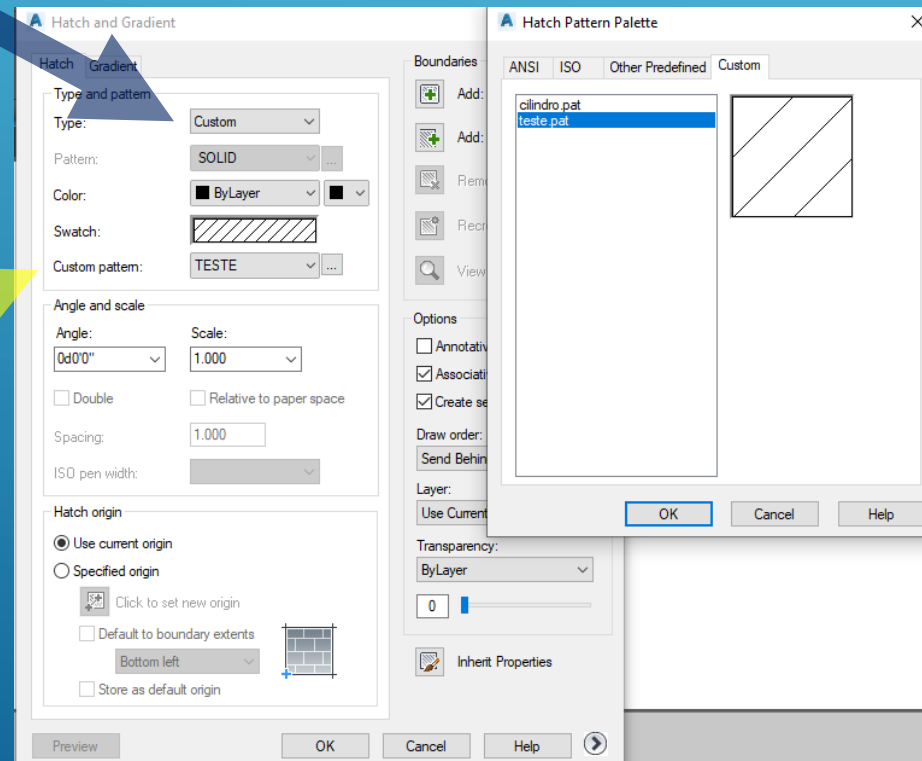 Hatch and Gradient
Hatch Gradient
Type and pattern
Type: Custom
Pattern: SOLID ...
Color: ByLayer
Swatch:
Custom pattern: TESTE ...
Angle and scale
Angle: Scale:
0d0'0" 1.000
Double Relative to paper space
Spacing: 1.000
ISO pen width:
Hatch origin
Use current origin
Specified origin
Click to set new origin
Default to boundary extents
Bottom left
Store as default origin
Preview OK Cancel Help
Boundaries
Add:
Add:
View
Options
Draw order:
Send Behin
Layer:
Use Current
Transparency:
ByLayer
0
Inherit Properties
Hatch Pattern Palette
ANSI ISO Other Predefined Custom
cilindro.pat
teste.pat
OK Cancel Help